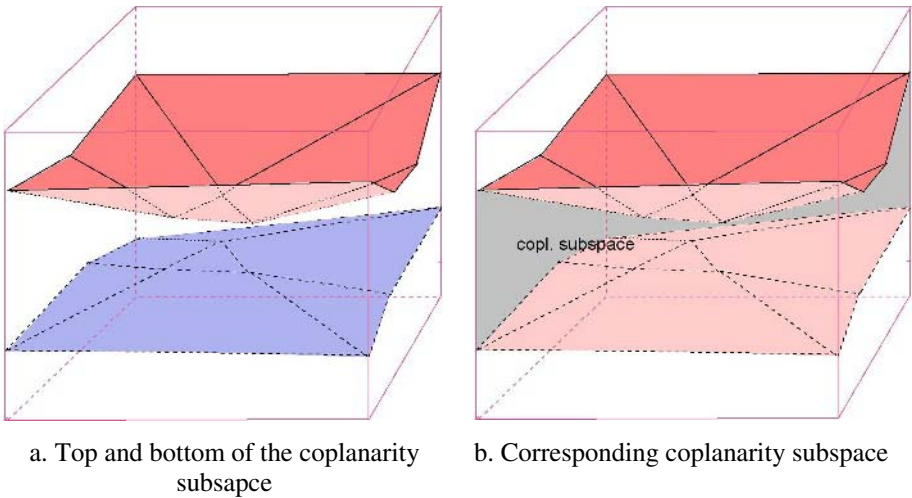 copl. subspace
a. Top and bottom of the coplanarity
subsapce
b. Corresponding coplanarity subspace